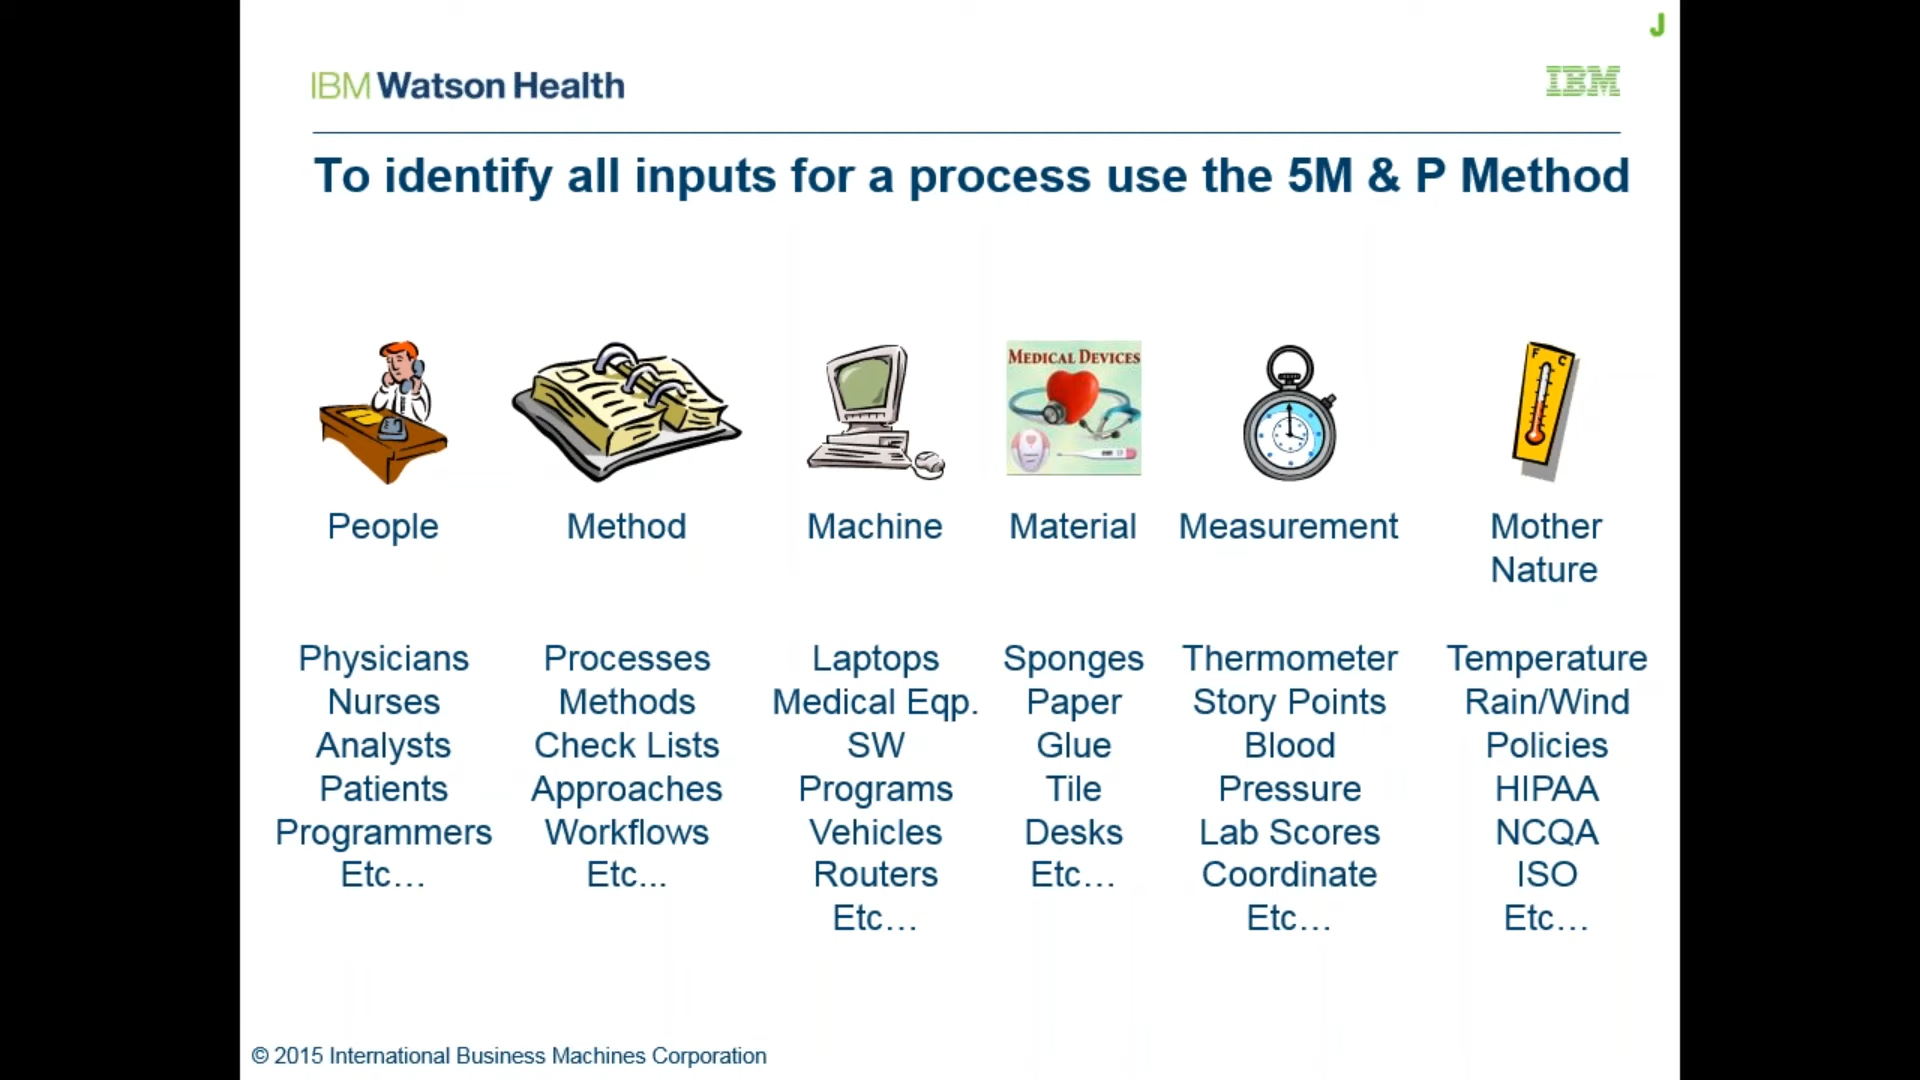 J
IBM Watson Health
IBM
To identify all inputs for a process use the 5M & P Method
MEDICAL DEVICES
F C
People
Method
Machine
Material
Measurement
Mother
Nature
Physicians
Nurses
Analysts
Patients
Programmers
Etc…
Processes
Methods
Check Lists
Approaches
Workflows
Etc...
Laptops
Medical Eqp.
SW
Programs
Vehicles
Routers
Etc…
Sponges
Paper
Glue
Tile
Desks
Etc…
Thermometer
Story Points
Blood
Pressure
Lab Scores
Coordinate
Etc…
Temperature
Rain/Wind
Policies
HIPAA
NCQA
ISO
Etc…
© 2015 International Business Machines Corporation